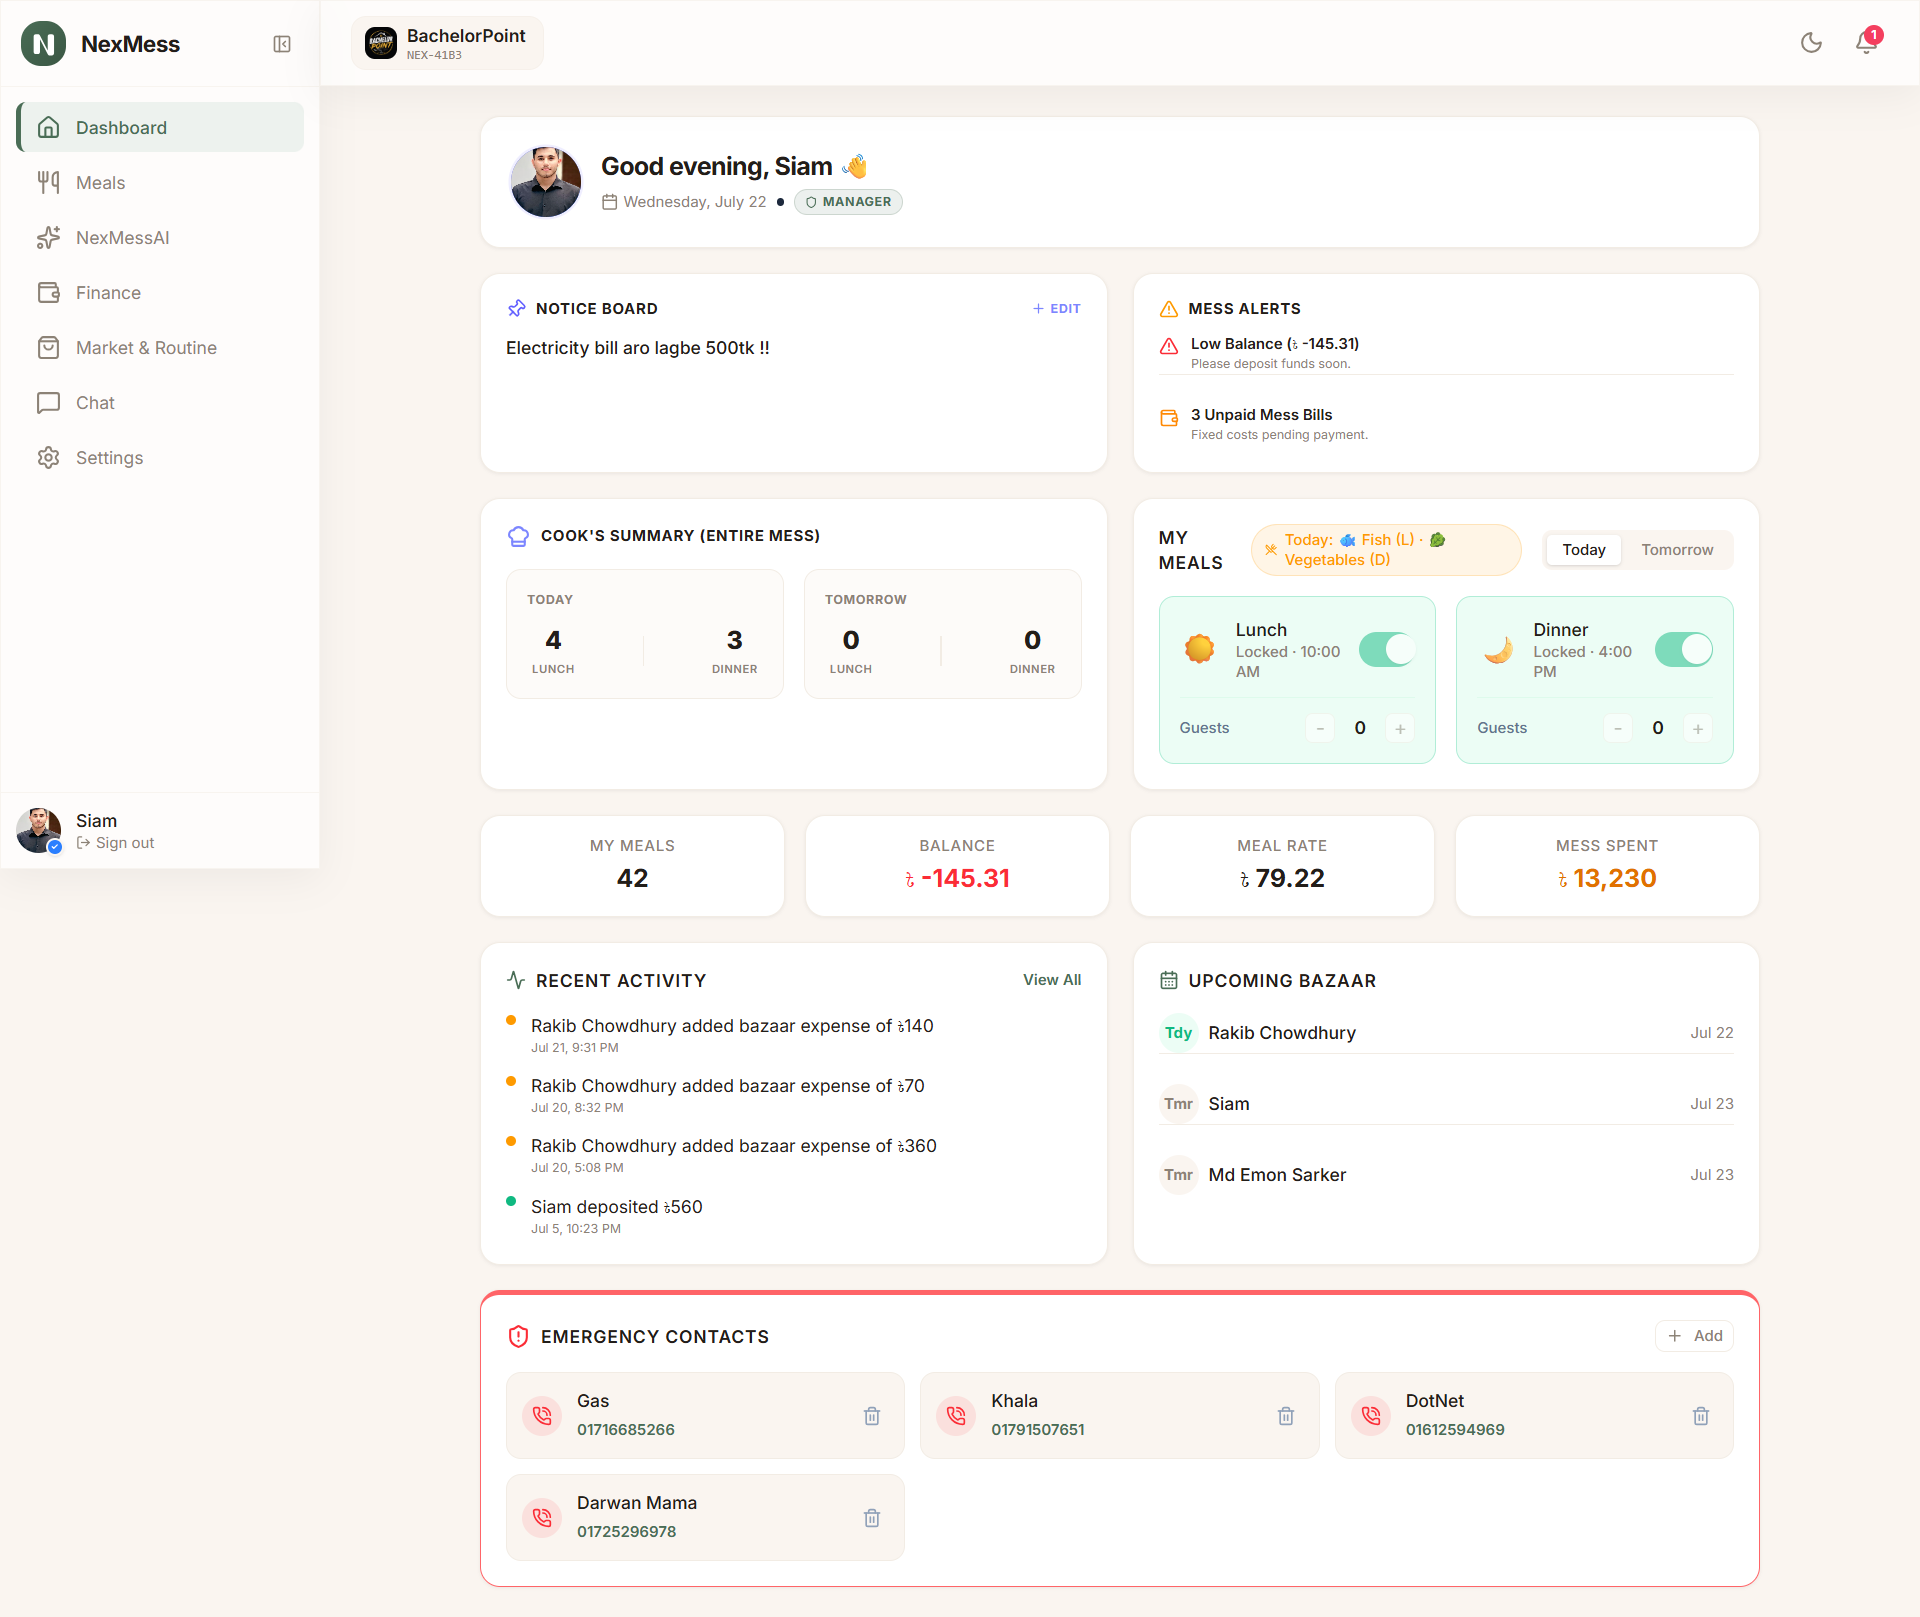 NexMess
BachelorPoint
NEX-41B3
1
Dashboard
Meals
NexMessAI
Finance
Market & Routine
Chat
Settings
Siam
Sign out
Good evening, Siam 👋
Wednesday, July 22 • MANAGER
NOTICE BOARD
+ EDIT
Electricity bill aro lagbe 500tk !!
MESS ALERTS
Low Balance (৳ -145.31)
Please deposit funds soon.
3 Unpaid Mess Bills
Fixed costs pending payment.
COOK'S SUMMARY (ENTIRE MESS)
TODAY
4
LUNCH
3
DINNER
TOMORROW
0
LUNCH
0
DINNER
MY
MEALS
Today: 🐟 Fish (L) · 🥬
Vegetables (D)
Today
Tomorrow
Lunch
Locked · 10:00
AM
Guests
- 0 +
Dinner
Locked · 4:00
PM
Guests
- 0 +
MY MEALS
42
BALANCE
৳ -145.31
MEAL RATE
৳ 79.22
MESS SPENT
৳ 13,230
RECENT ACTIVITY
View All
Rakib Chowdhury added bazaar expense of ৳140
Jul 21, 9:31 PM
Rakib Chowdhury added bazaar expense of ৳70
Jul 20, 8:32 PM
Rakib Chowdhury added bazaar expense of ৳360
Jul 20, 5:08 PM
Siam deposited ৳560
Jul 5, 10:23 PM
UPCOMING BAZAAR
Tdy Rakib Chowdhury Jul 22
Tmr Siam Jul 23
Tmr Md Emon Sarker Jul 23
EMERGENCY CONTACTS
+ Add
Gas
01716685266
Khala
01791507651
DotNet
01612594969
Darwan Mama
01725296978